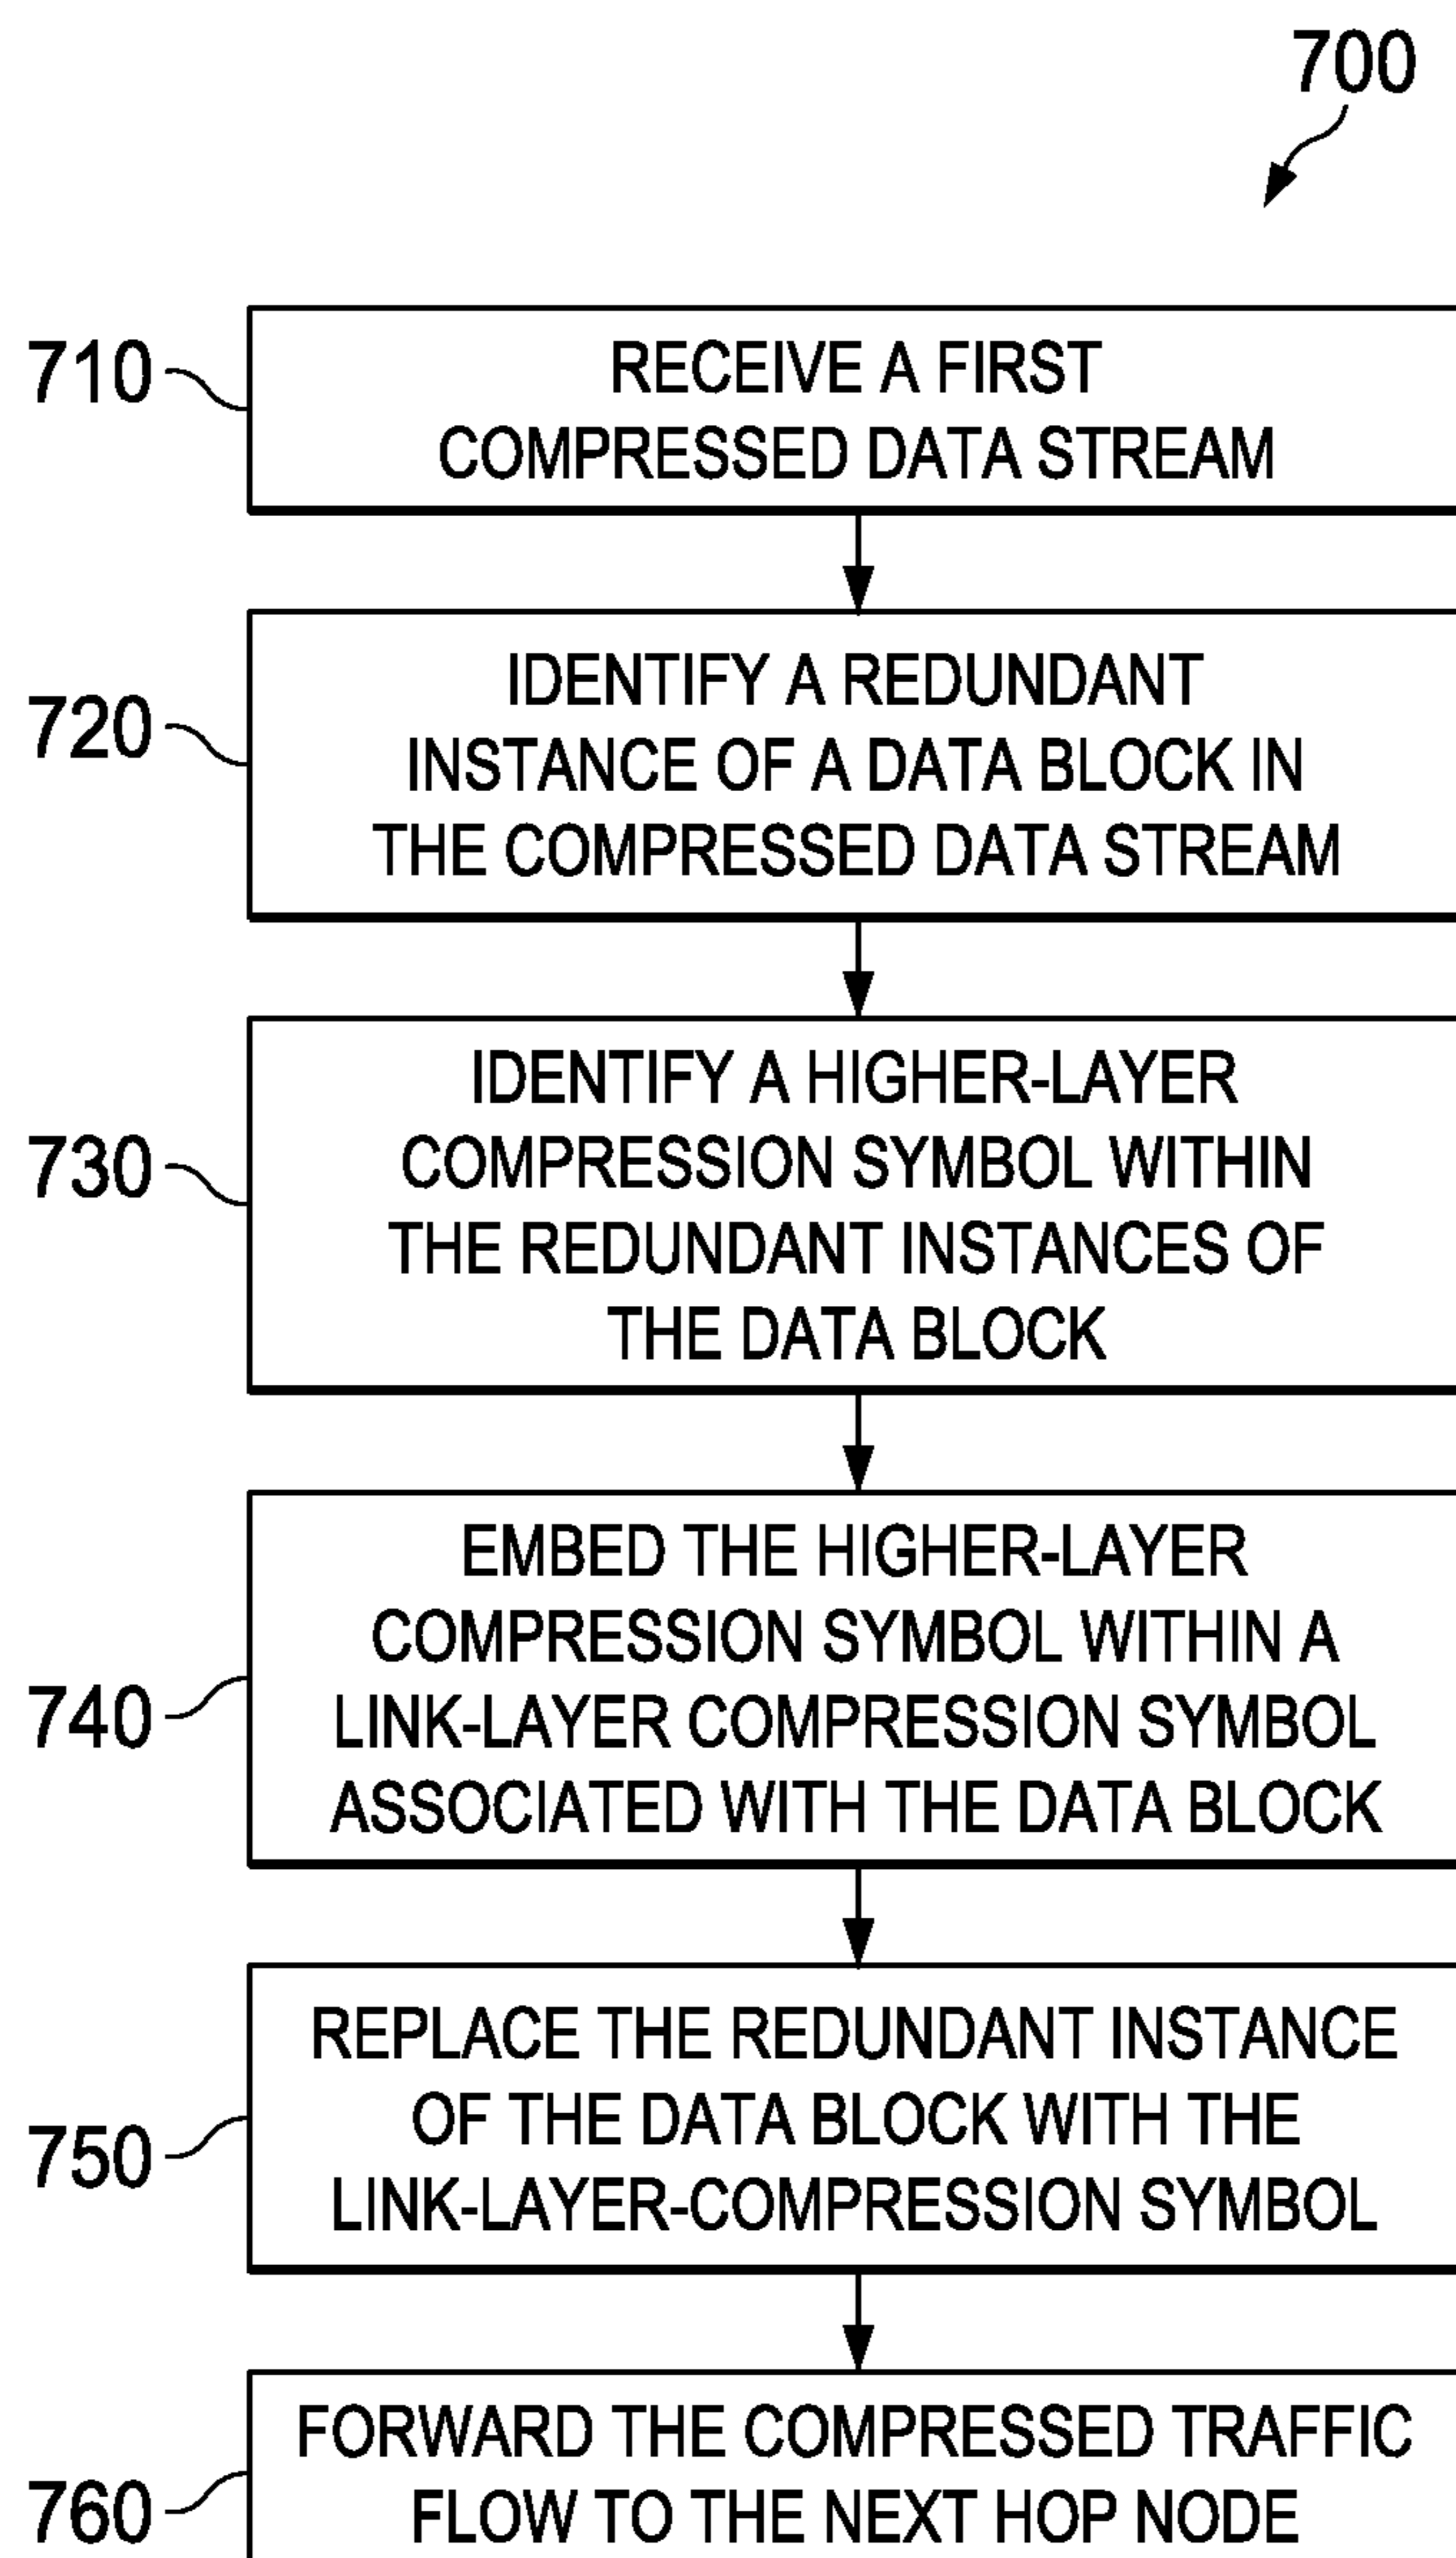 700
710
RECEIVE A FIRST
COMPRESSED DATA STREAM
720
IDENTIFY A REDUNDANT
INSTANCE OF A DATA BLOCK IN
THE COMPRESSED DATA STREAM
730
IDENTIFY A HIGHER-LAYER
COMPRESSION SYMBOL WITHIN
THE REDUNDANT INSTANCES OF
THE DATA BLOCK
740
EMBED THE HIGHER-LAYER
COMPRESSION SYMBOL WITHIN A
LINK-LAYER COMPRESSION SYMBOL
ASSOCIATED WITH THE DATA BLOCK
750
REPLACE THE REDUNDANT INSTANCE
OF THE DATA BLOCK WITH THE
LINK-LAYER-COMPRESSION SYMBOL
760
FORWARD THE COMPRESSED TRAFFIC
FLOW TO THE NEXT HOP NODE